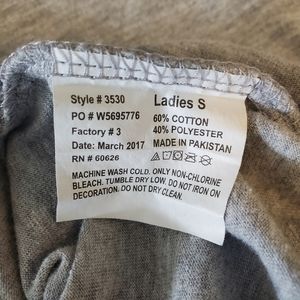 Style # 3530
PO # W5695776
Factory # 3
Date: March 2017
RN # 60626
Ladies S
60% COTTON
40% POLYESTER
MADE IN PAKISTAN
MACHINE WASH COLD. ONLY NON-CHLORINE
BLEACH. TUMBLE DRY LOW. DO NOT IRON ON
DECORATION. DO NOT DRY CLEAN.